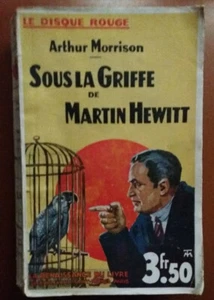 LE DISQUE ROUGE
Arthur Morrison
SOUS LA GRIFFE
DE
MARTIN HEWITT
3fr.50